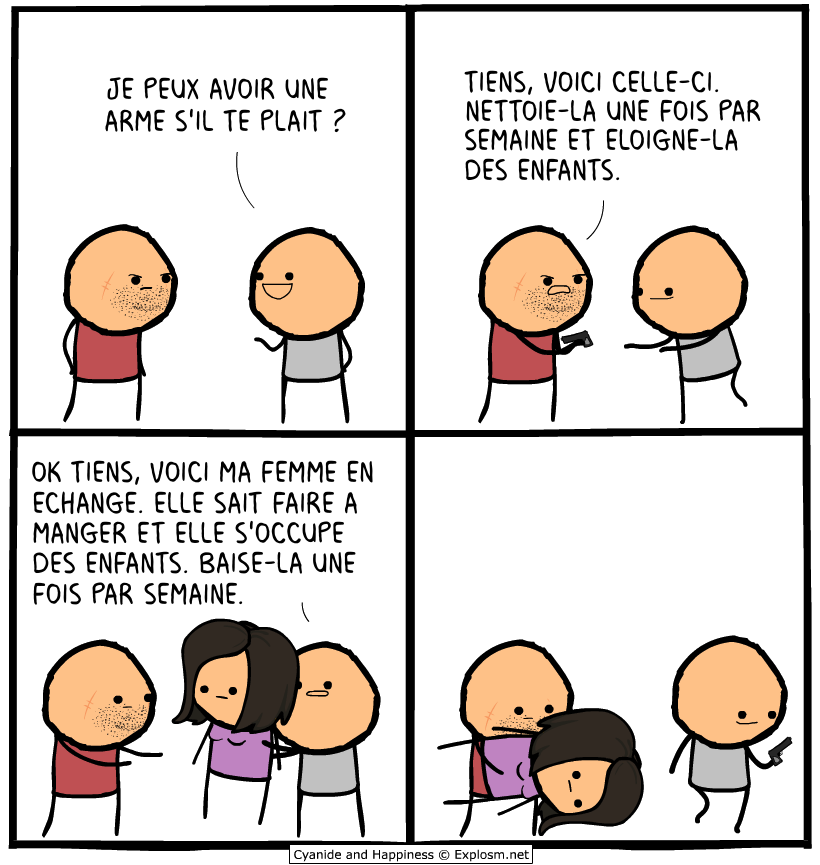 JE PEUX AVOIR UNE
ARME S'IL TE PLAIT ?
TIENS, VOICI CELLE-CI.
NETTOIE-LA UNE FOIS PAR
SEMAINE ET ELOIGNE-LA
DES ENFANTS.
OK TIENS, VOICI MA FEMME EN
ECHANGE. ELLE SAIT FAIRE A
MANGER ET ELLE S'OCCUPE
DES ENFANTS. BAISE-LA UNE
FOIS PAR SEMAINE.
Cyanide and Happiness © Explosm.net